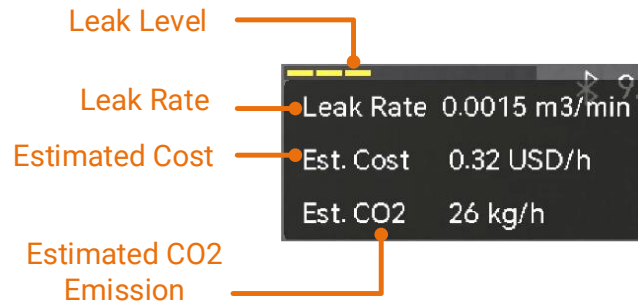 Leak Level
Leak Rate
Leak Rate 0.0015 m3/min
Estimated Cost
Est. Cost 0.32 USD/h
Est. CO2 26 kg/h
Estimated CO2
Emission